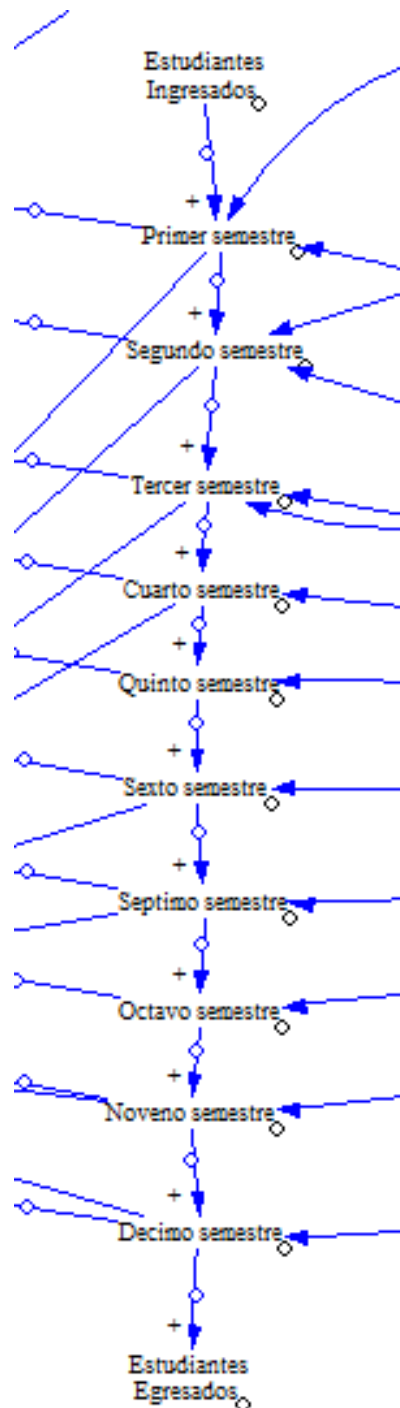 Estudiantes
Ingresados
+
Primer semestre
+
Segundo semestre
+
Tercer semestre
+
Cuarto semestre
+
Quinto semestre
+
Sexto semestre
+
Septimo semestre
+
Octavo semestre
+
Noveno semestre
+
Decimo semestre
+
Estudiantes
Egresados